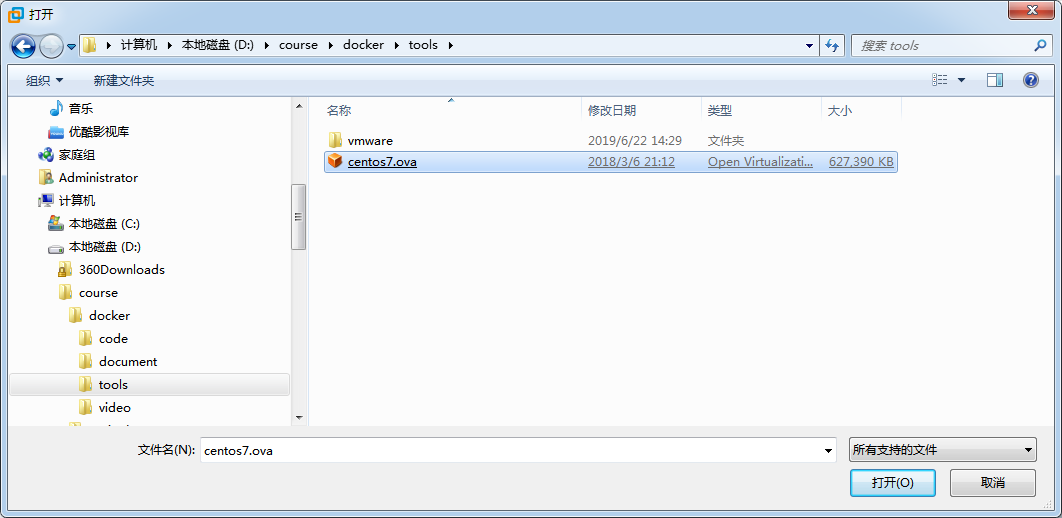 打开
计算机 本地磁盘 (D:) course docker tools
搜索 tools
组织 新建文件夹
音乐
优酷影视库
家庭组
Administrator
计算机
本地磁盘 (C:)
本地磁盘 (D:)
360Downloads
course
docker
code
document
tools
video
名称 修改日期 类型 大小
vmware 2019/6/22 14:29 文件夹
centos7.ova 2018/3/6 21:12 Open Virtualizati... 627,390 KB
文件名(N): centos7.ova 所有支持的文件
打开(O) 取消